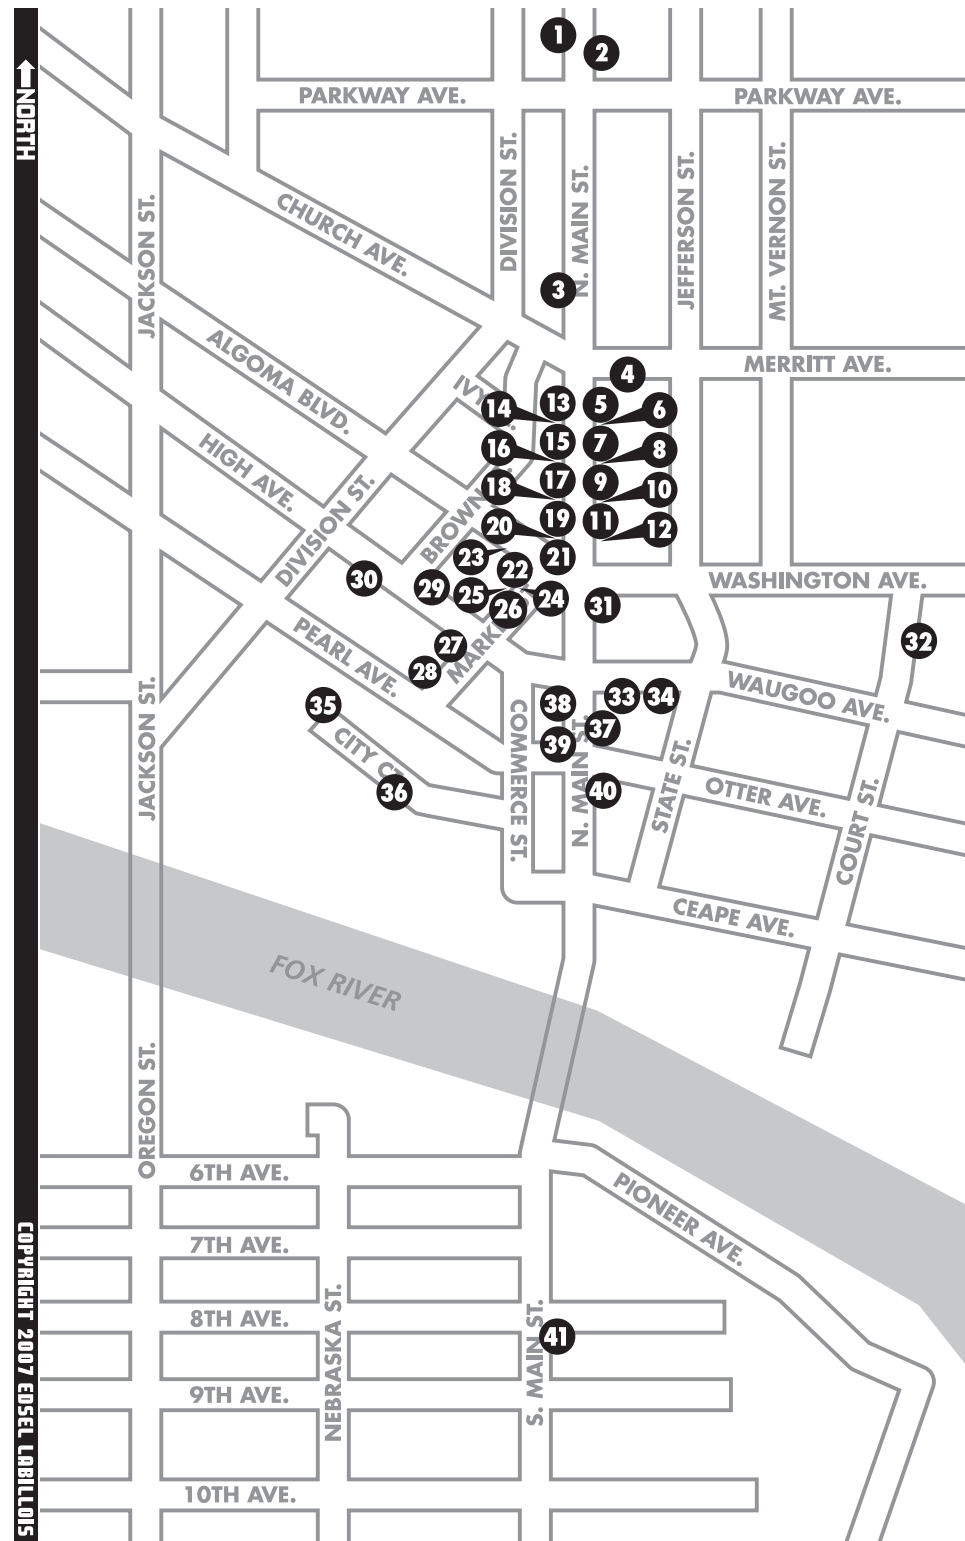 NORTH
1
2
PARKWAY AVE.
PARKWAY AVE.
DIVISION ST.
N. MAIN ST.
JEFFERSON ST.
MT. VERNON ST.
JACKSON ST.
CHURCH AVE.
3
ALGOMA BLVD.
MERRITT AVE.
4
IVY
13
5
14
6
HIGH AVE.
15
7
16
8
17
9
18
10
DIVISION ST.
BROWN
19
11
20
12
23
21
22
30
29
25
26
24
WASHINGTON AVE.
31
32
PEARL AVE.
27
MARK
28
WAUGOO AVE.
JACKSON ST.
35
CITY C
36
COMMERCE ST.
38
33
34
37
39
N. MAIN ST.
40
STATE ST.
OTTER AVE.
COURT ST.
CEAPE AVE.
FOX RIVER
OREGON ST.
6TH AVE.
PIONEER AVE.
7TH AVE.
8TH AVE.
NEBRASKA ST.
S. MAIN ST.
41
9TH AVE.
10TH AVE.
COPYRIGHT 2007 EDSEL LABILLOIS